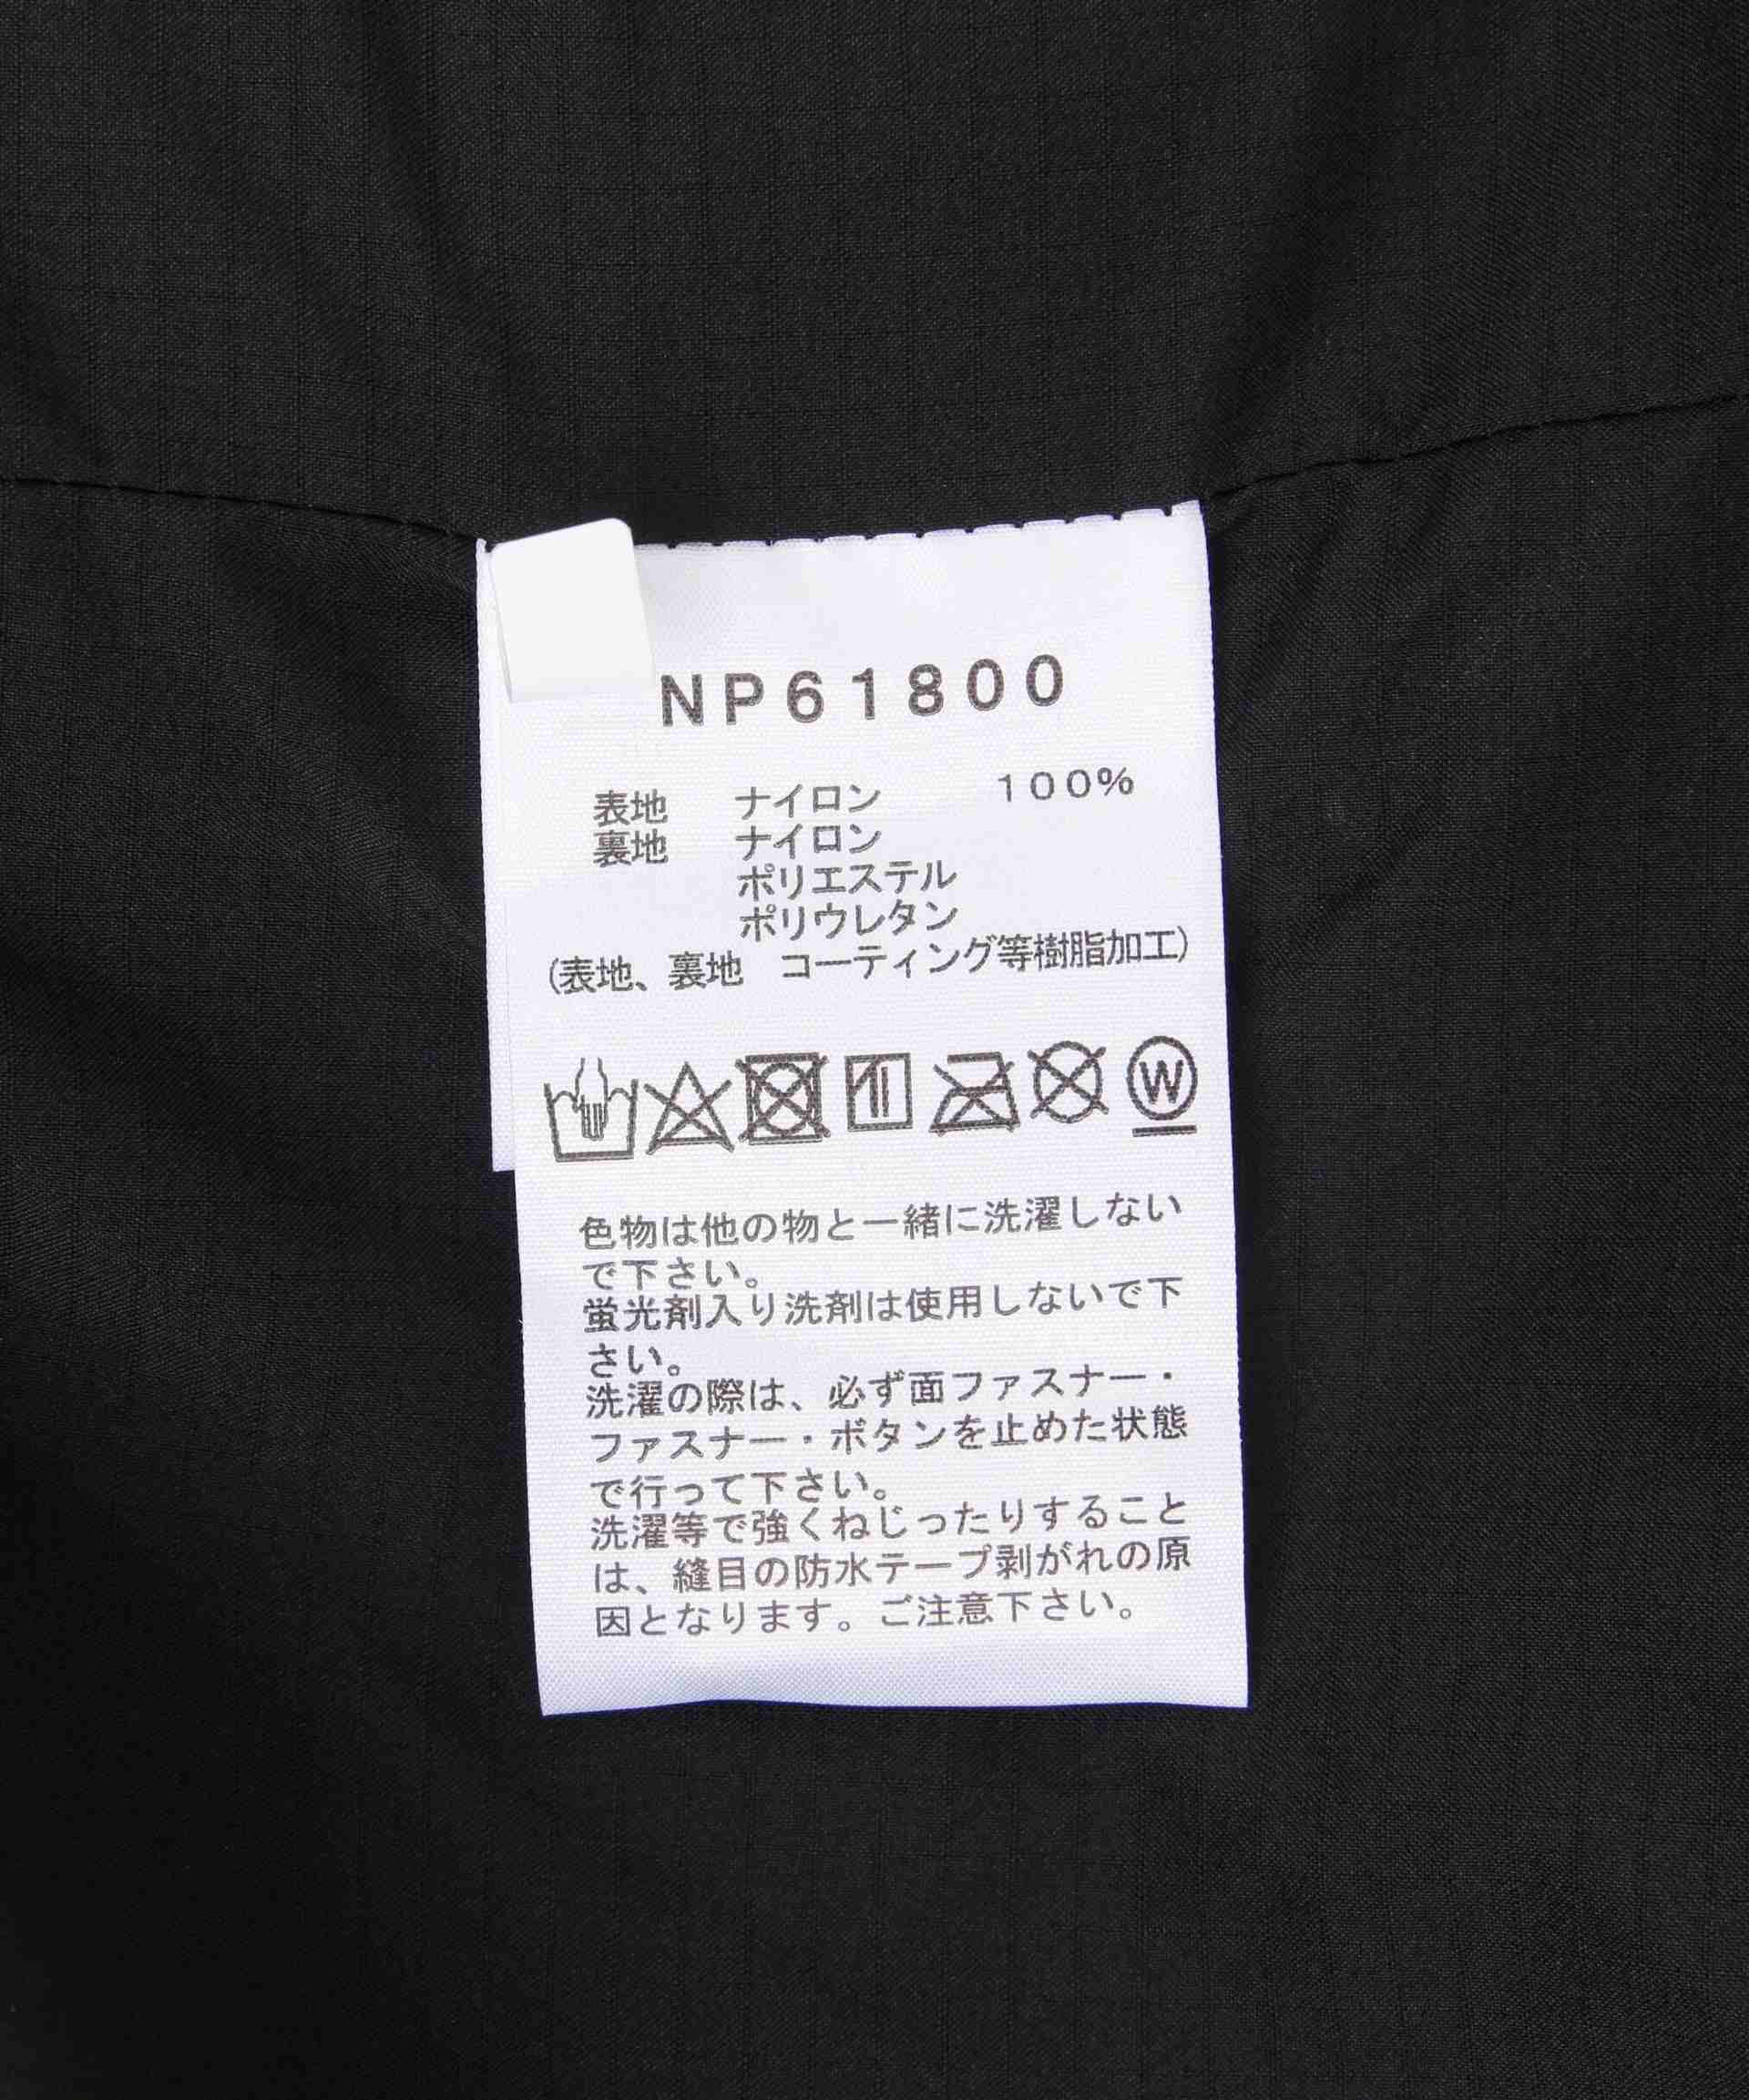 NP61800
表地 ナイロン 100%
裏地 ナイロン
ポリエステル
ポリウレタン
(表地、裏地 コーティング等樹脂加工)
W
色物は他の物と一緒に洗濯しない
で下さい。
蛍光剤入り洗剤は使用しないで下
さい。
洗濯の際は、必ず面ファスナー・
ファスナー・ボタンを止めた状態
で行って下さい。
洗濯等で強くねじったりすること
は、縫目の防水テープ剥がれの原
因となります。ご注意下さい。